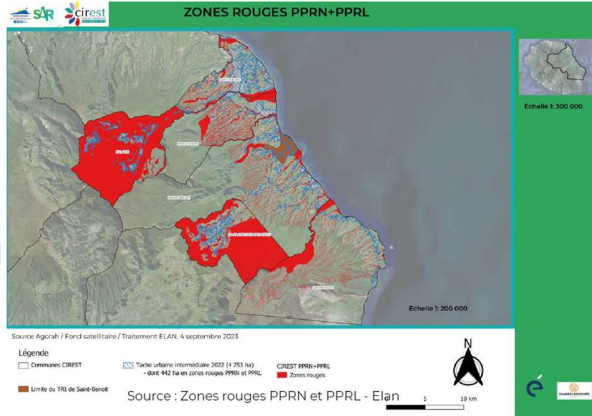 SAR
cirest
ZONES ROUGES PPRN+PPRL
Echelle 1: 300 000
Echelle 1: 200 000
Source Agorah / Fond satellitaire / Traitement ELAN, 4 septembre 2023
Légende
Communes CIREST
Limite du TRI de Saint-Benoit
Tache urbaine intermédiaire 2022 (4 753 ha)
- dont 442 ha en zones rouges PPRN et PPRL
CIREST PPRN+PPRL
Zones rouges
N
Source : Zones rouges PPRN et PPRL - Elan
5 10 km
é